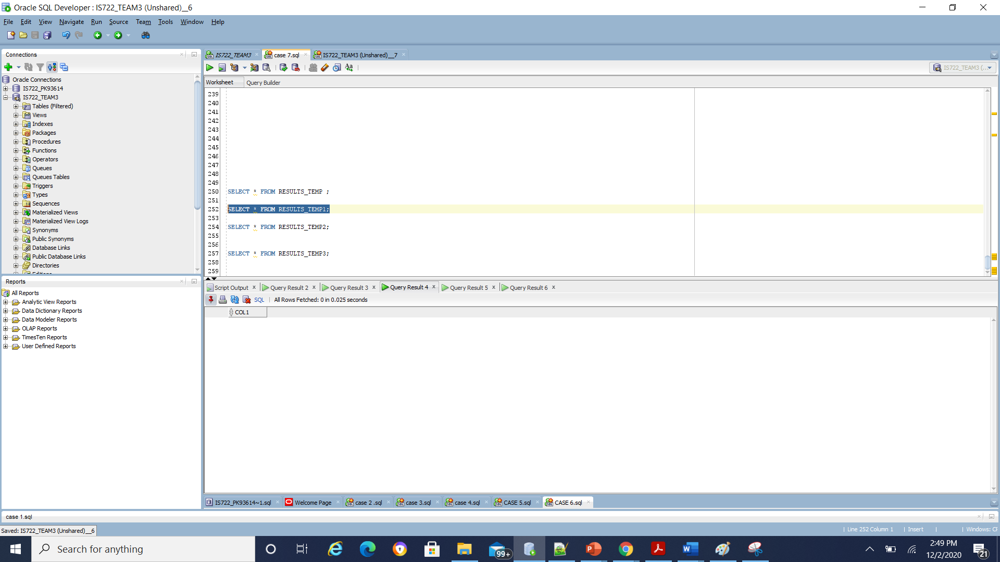 Oracle SQL Developer : IS722_TEAM3 (Unshared)__6
File Edit View Navigate Run Source Team Tools Window Help
Connections
Oracle Connections
IS722_PK93614
IS722_TEAM3
Tables (Filtered)
Views
Indexes
Packages
Procedures
Functions
Operators
Queues
Queues Tables
Triggers
Types
Sequences
Materialized Views
Materialized View Logs
Synonyms
Public Synonyms
Database Links
Public Database Links
Directories
Reports
All Reports
Analytic View Reports
Data Dictionary Reports
Data Modeler Reports
OLAP Reports
TimesTen Reports
User Defined Reports
IS722_TEAM3 case 7.sql IS722_TEAM3 (Unshared)__7
Aa
IS722_TEAM3 (...
Worksheet Query Builder
239
240
241
242
243
244
245
246
247
248
249
250 SELECT * FROM RESULTS_TEMP ;
251
252 SELECT * FROM RESULTS_TEMP1;
253
254 SELECT * FROM RESULTS_TEMP2;
255
256
257 SELECT * FROM RESULTS_TEMP3;
258
259
Script Output x Query Result 2 x Query Result 3 x Query Result 4 x Query Result 5 x Query Result 6 x
SQL All Rows Fetched: 0 in 0.025 seconds
COL1
IS722_PK93614~1.sql Welcome Page case 2 .sql case 3.sql case 4.sql CASE 5.sql CASE 6.sql
case 1.sql
Saved: IS722_TEAM3 (Unshared)__6
Line 252 Column 1 Insert Windows: CF
Search for anything
99+
2:49 PM
12/2/2020
21